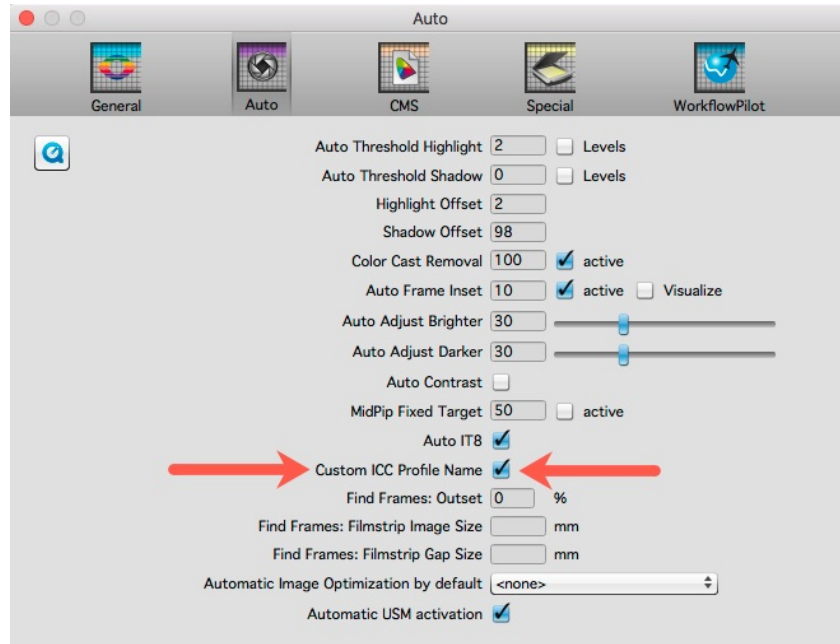 Auto
General Auto CMS Special WorkflowPilot
Auto Threshold Highlight 2 Levels
Auto Threshold Shadow 0 Levels
Highlight Offset 2
Shadow Offset 98
Color Cast Removal 100 active
Auto Frame Inset 10 active Visualize
Auto Adjust Brighter 30
Auto Adjust Darker 30
Auto Contrast
MidPip Fixed Target 50 active
Auto IT8
Custom ICC Profile Name
Find Frames: Outset 0 %
Find Frames: Filmstrip Image Size mm
Find Frames: Filmstrip Gap Size mm
Automatic Image Optimization by default <none>
Automatic USM activation